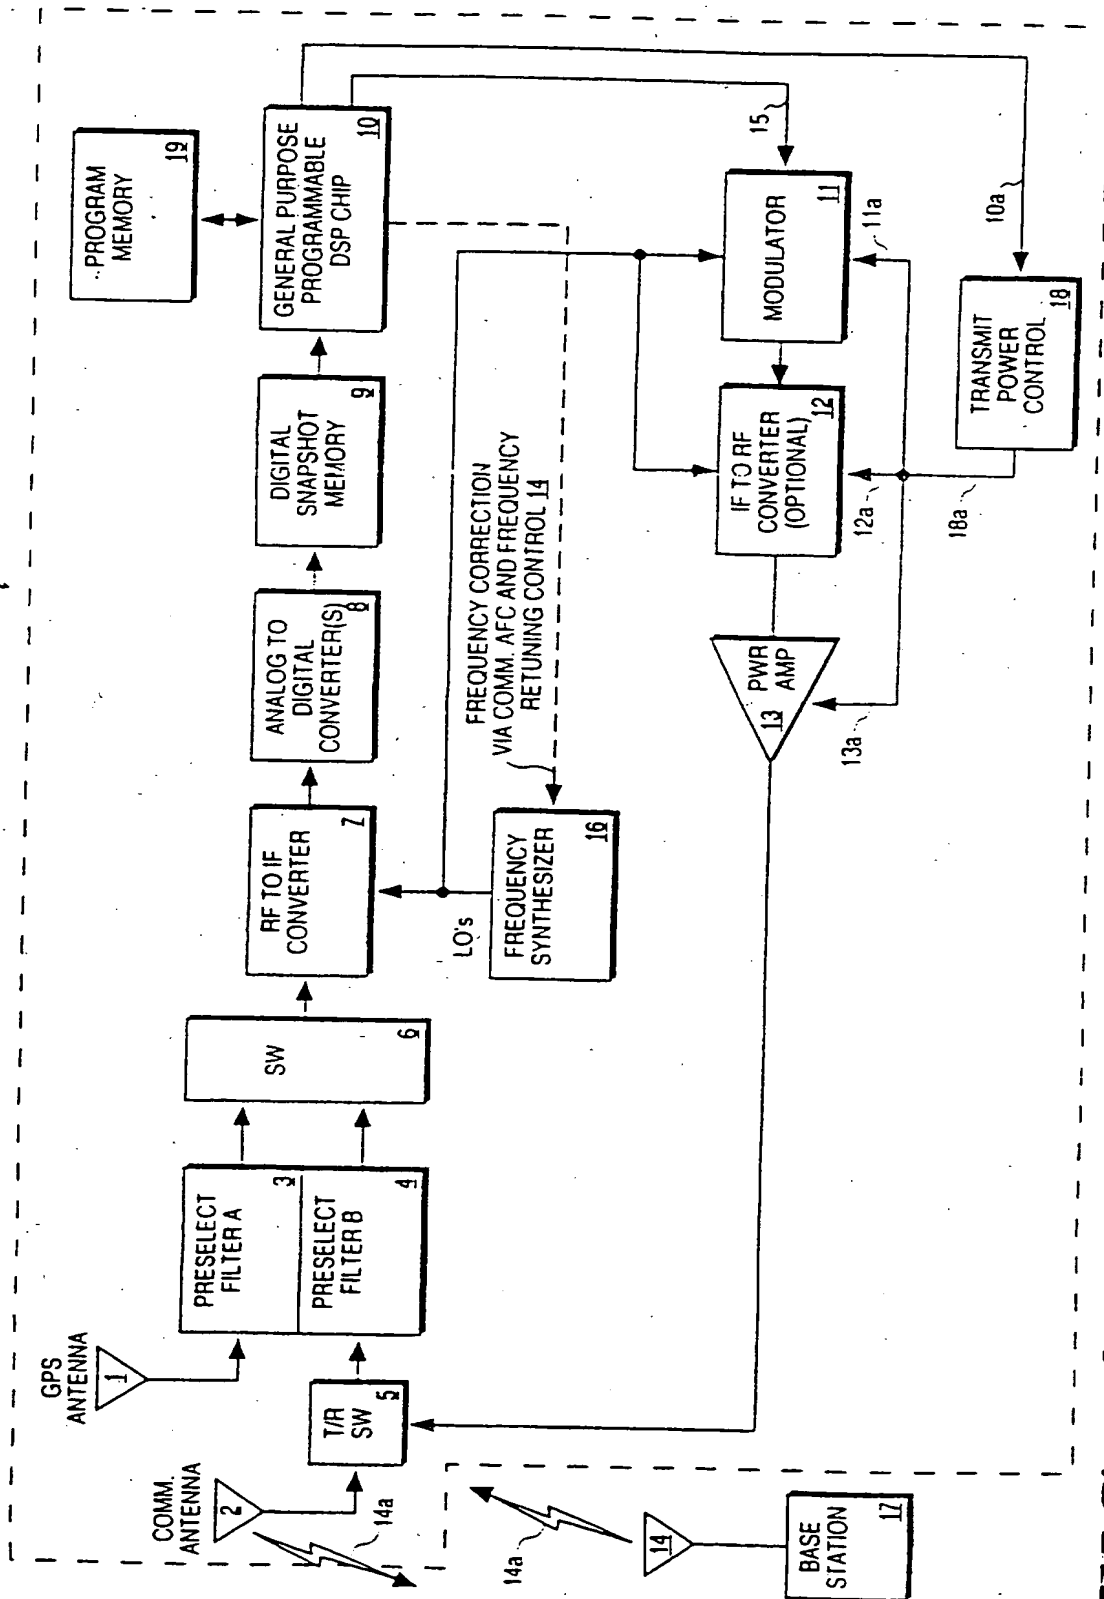 GPS
ANTENNA
1
COMM.
ANTENNA
2
14a
T/R
SW
5
PRESELECT
FILTER A
3
PRESELECT
FILTER B
4
SW
6
RF TO IF
CONVERTER
7
ANALOG TO
DIGITAL
CONVERTER(S)
8
DIGITAL
SNAPSHOT
MEMORY
9
GENERAL PURPOSE
PROGRAMMABLE
DSP CHIP
10
PROGRAM
MEMORY
19
LO's
FREQUENCY
SYNTHESIZER
16
FREQUENCY CORRECTION
VIA COMM. AFC AND FREQUENCY
RETUNING CONTROL 14
15
MODULATOR
11
11a
IF TO RF
CONVERTER
(OPTIONAL)
12
12a
PWR
AMP
13
13a
10a
TRANSMIT
POWER
CONTROL
18
18a
14a
14
BASE
STATION
17